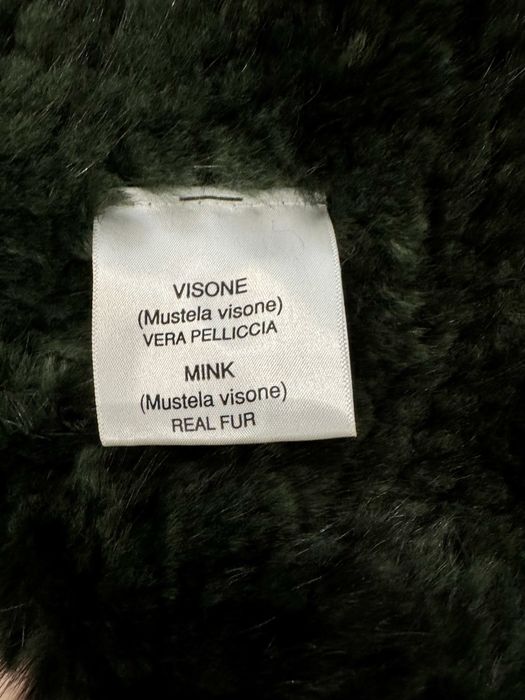 VISONE
(Mustela visone)
VERA PELLICCIA
MINK
(Mustela visone)
REAL FUR